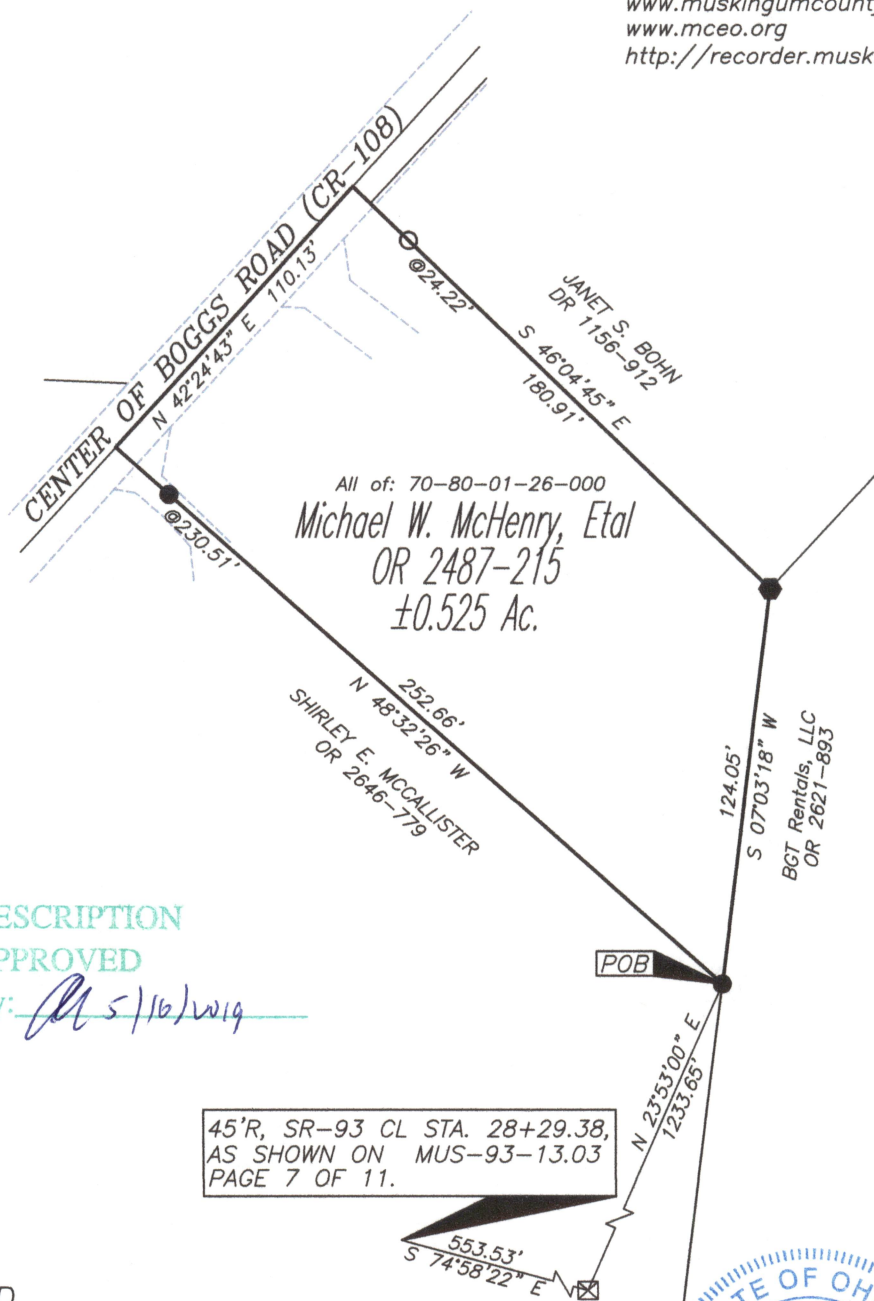 www.muskingumcounty
www.mceo.org
http://recorder.musk
CENTER OF BOGGS ROAD (CR-108)
N 42°24'43" E 110.13'
@24.22'
JANET S. BOHN
DR 1156-912
S 46°04'45" E
180.91'
All of: 70-80-01-26-000
Michael W. McHenry, Etal
OR 2487-215
±0.525 Ac.
@230.51'
252.66'
N 48°32'26" W
SHIRLEY E. MCCALLISTER
OR 2646-779
124.05'
S 07°03'18" W
BGT Rentals, LLC
OR 2621-893
ESCRIPTION
PPROVED
y: 5/16/2019
POB
N 23°53'00" E
1233.65'
45'R, SR-93 CL STA. 28+29.38,
AS SHOWN ON MUS-93-13.03
PAGE 7 OF 11.
553.53'
S 74°58'22" E
TE OF OH